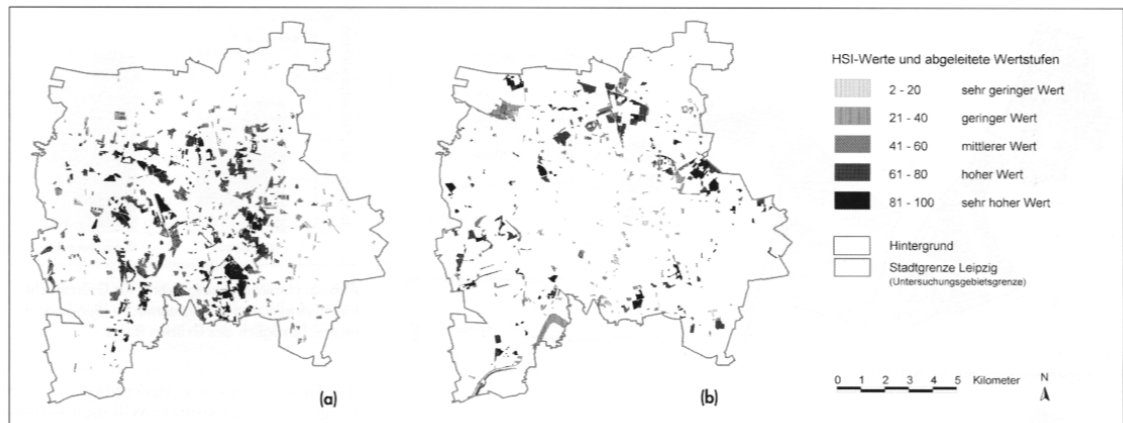 (a)
(b)
HSI-Werte und abgeleitete Wertstufen
2 - 20 sehr geringer Wert
21 - 40 geringer Wert
41 - 60 mittlerer Wert
61 - 80 hoher Wert
81 - 100 sehr hoher Wert
Hintergrund
Stadtgrenze Leipzig
(Untersuchungsgebietsgrenze)
0 1 2 3 4 5 Kilometer N